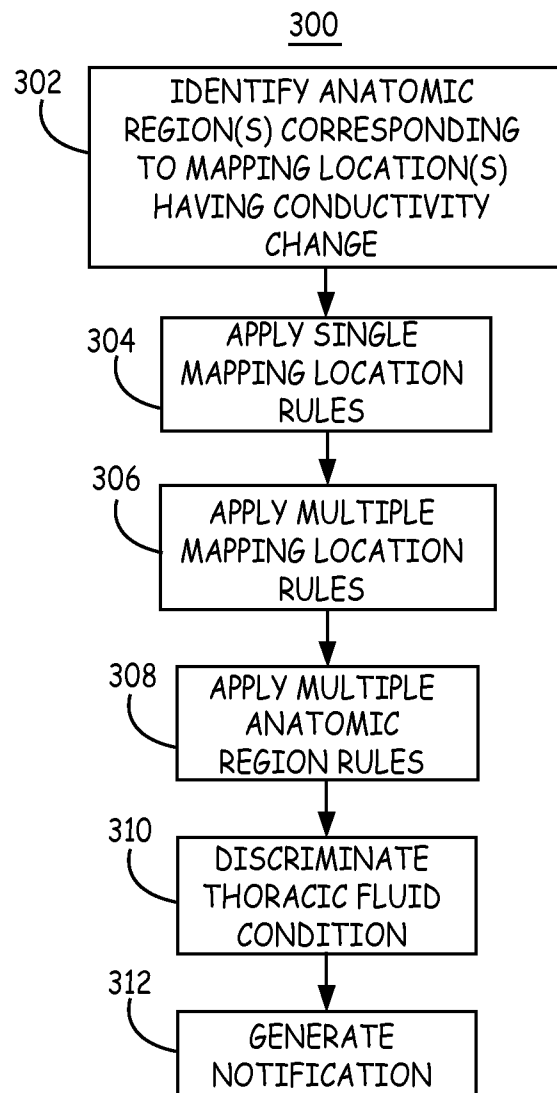 300
302
IDENTIFY ANATOMIC
REGION(S) CORRESPONDING
TO MAPPING LOCATION(S)
HAVING CONDUCTIVITY
CHANGE
304
APPLY SINGLE
MAPPING LOCATION
RULES
306
APPLY MULTIPLE
MAPPING LOCATION
RULES
308
APPLY MULTIPLE
ANATOMIC
REGION RULES
310
DISCRIMINATE
THORACIC FLUID
CONDITION
312
GENERATE
NOTIFICATION